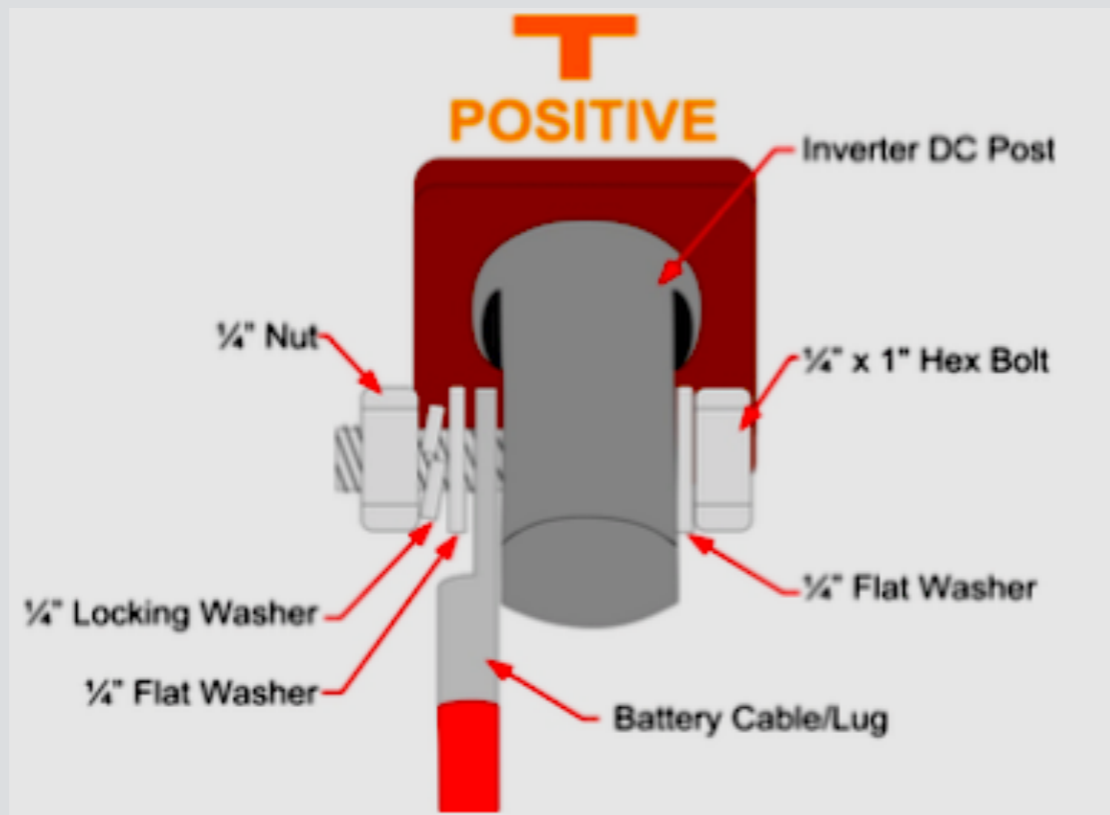 POSITIVE
Inverter DC Post
¼" Nut
¼" x 1" Hex Bolt
¼" Flat Washer
¼" Locking Washer
¼" Flat Washer
Battery Cable/Lug